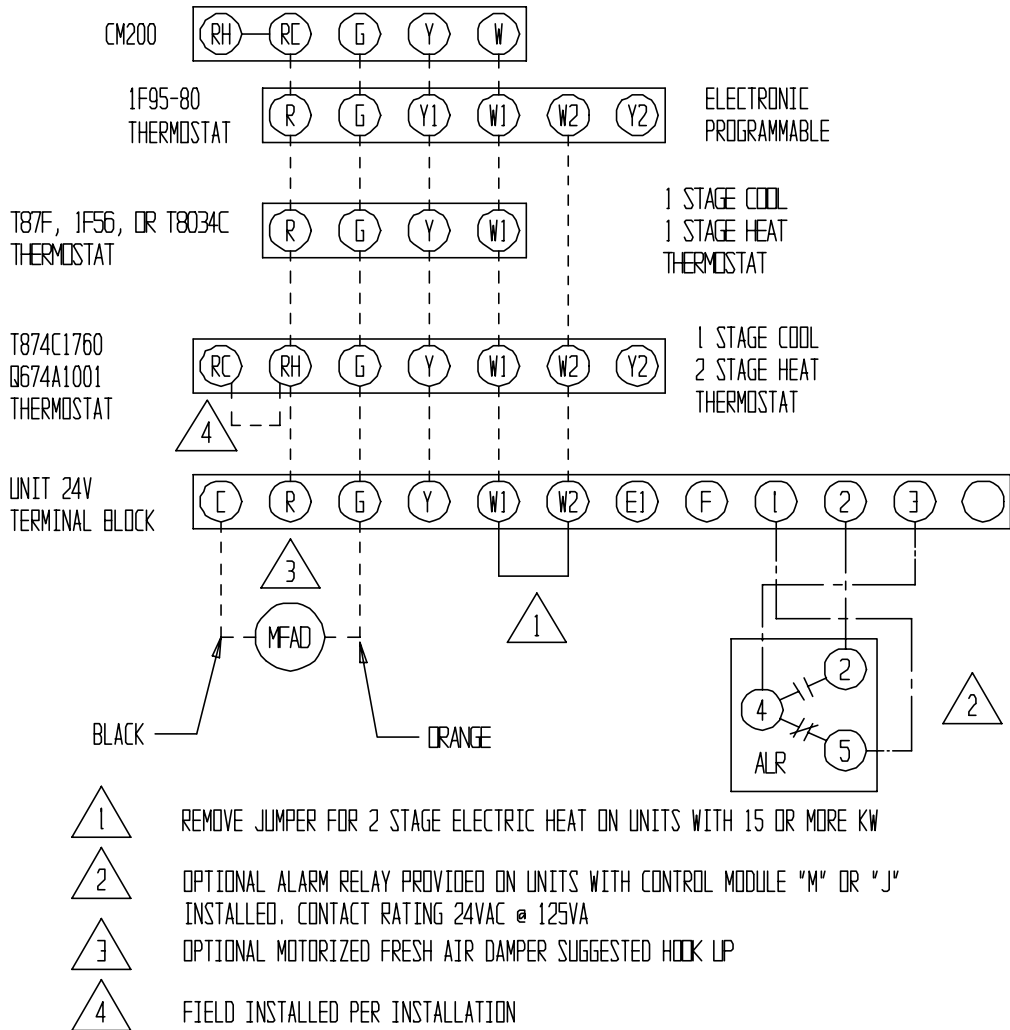 CM200 RH RC G Y W
1F95-80
THERMOSTAT
R G Y1 W1 W2 Y2
ELECTRONIC
PROGRAMMABLE
T87F, 1F56, OR T8034C
THERMOSTAT
R G Y W1
1 STAGE COOL
1 STAGE HEAT
THERMOSTAT
T874C1760
Q674A1001
THERMOSTAT
RC RH G Y W1 W2 Y2
1 STAGE COOL
2 STAGE HEAT
THERMOSTAT
4
UNIT 24V
TERMINAL BLOCK
C R G Y W1 W2 E1 F 1 2 3
3
MFAD
1
BLACK
ORANGE
2
4
5
ALR
2
1 REMOVE JUMPER FOR 2 STAGE ELECTRIC HEAT ON UNITS WITH 15 OR MORE KW
2 OPTIONAL ALARM RELAY PROVIDED ON UNITS WITH CONTROL MODULE "M" OR "J"
INSTALLED. CONTACT RATING 24VAC @ 125VA
3 OPTIONAL MOTORIZED FRESH AIR DAMPER SUGGESTED HOOK UP
4 FIELD INSTALLED PER INSTALLATION